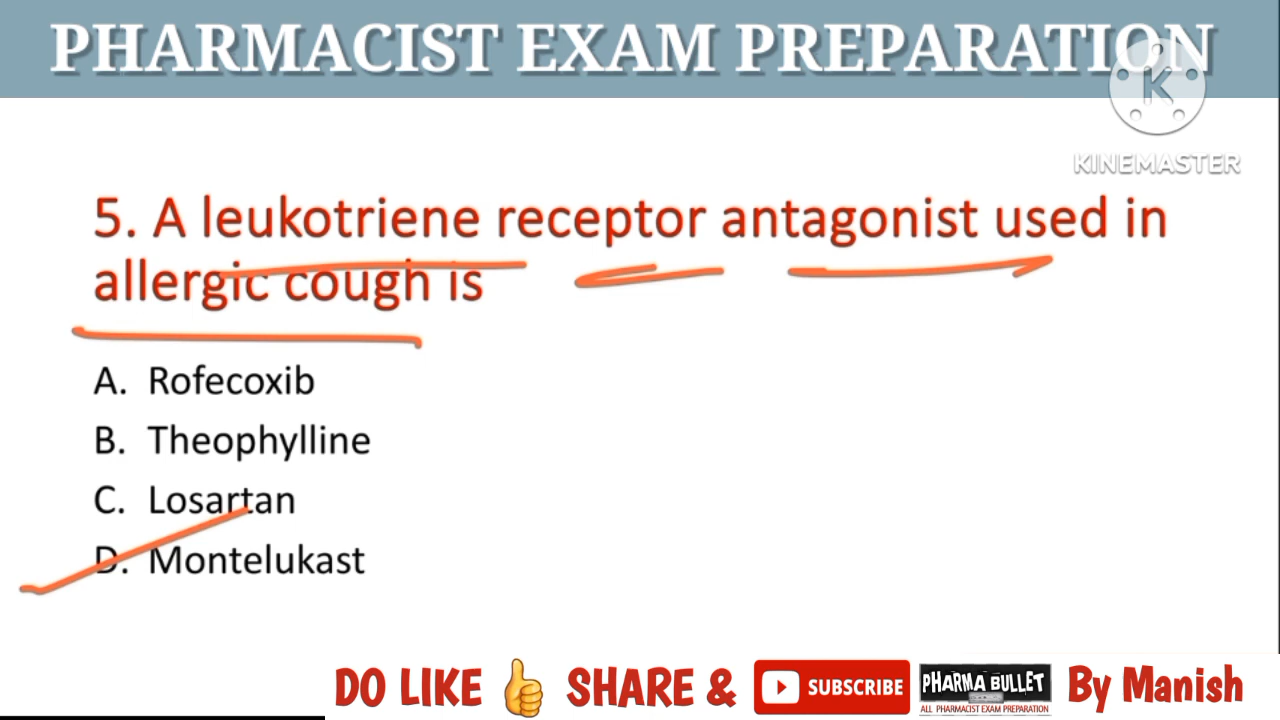 PHARMACIST EXAM PREPARATION
K
KINEMASTER
5. A leukotriene receptor antagonist used in
allergic cough is
A. Rofecoxib
B. Theophylline
C. Losartan
D. Montelukast
DO LIKE SHARE & SUBSCRIBE PHARMA BULLET By Manish
ALL PHARMACIST EXAM PREPARATION